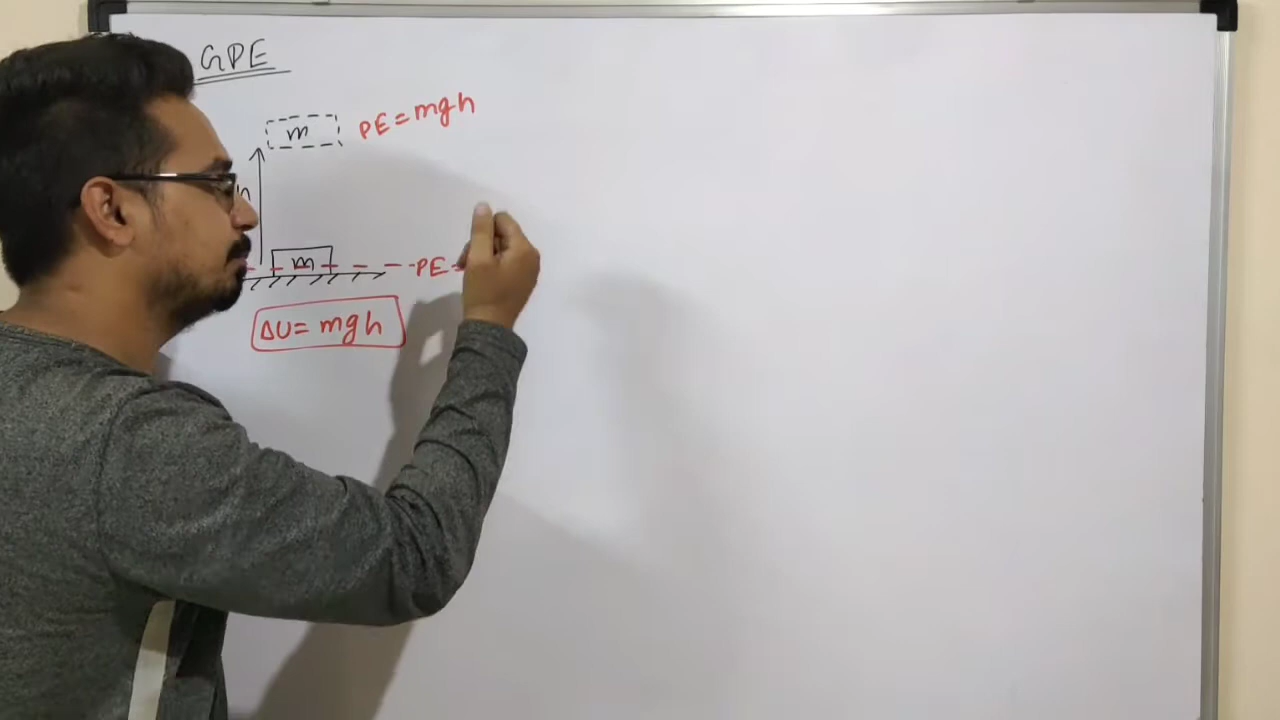 GPE
m PE = mgh
h
m PE
ΔU = mgh